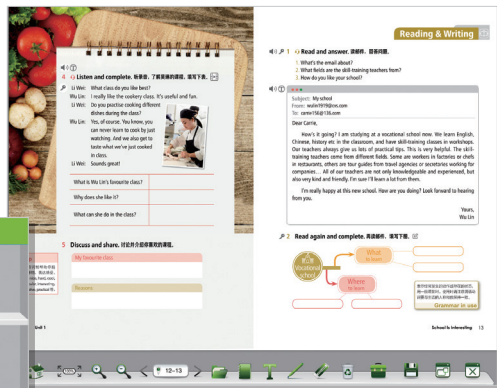 4 Listen and complete. 听录音，了解吴琳的课程，填写下表。
Li Wei: What class do you like best?
Wu Lin: I really like the cookery class. It's useful and fun.
Li Wei: Do you practise cooking different
dishes during the class?
Wu Lin: Yes, of course. You know, you
can never learn to cook by just
watching. And we also get to
taste what we've just cooked
in class.
Li Wei: Sounds great!
What is Wu Lin's favourite class?
Why does she like it?
What can she do in the class?
5 Discuss and share. 讨论并介绍你喜欢的课程。
My favourite class:
Reasons:
Unit 1
Reading & Writing
1 Read and answer. 读邮件，回答问题。
1. What's the email about?
2. What fields are the skill-training teachers from?
3. How do you like your school?
Subject: My school
From: wulin1919@cn.com
To: carrie158@136.com
Dear Carrie,
How's it going? I am studying at a vocational school now. We learn English,
Chinese, history etc in the classroom, and have skill-training classes in workshops.
Our teachers always give us lots of practical tips. This is very helpful. The skill-
training teachers come from different fields. Some are workers in factories or chefs
in restaurants, others are tour guides from travel agencies or secretaries working for
companies… All of our teachers are not only knowledgeable and experienced, but
also very kind and friendly. I'm sure I'll learn a lot from them.
I'm really happy at this new school. How are you doing? Look forward to hearing
from you.
Yours,
Wu Lin
2 Read again and complete. 再读邮件，填写下图。
Vocational
school
What
to learn
Where
to learn
Grammar in use
School is interesting 13
12-13